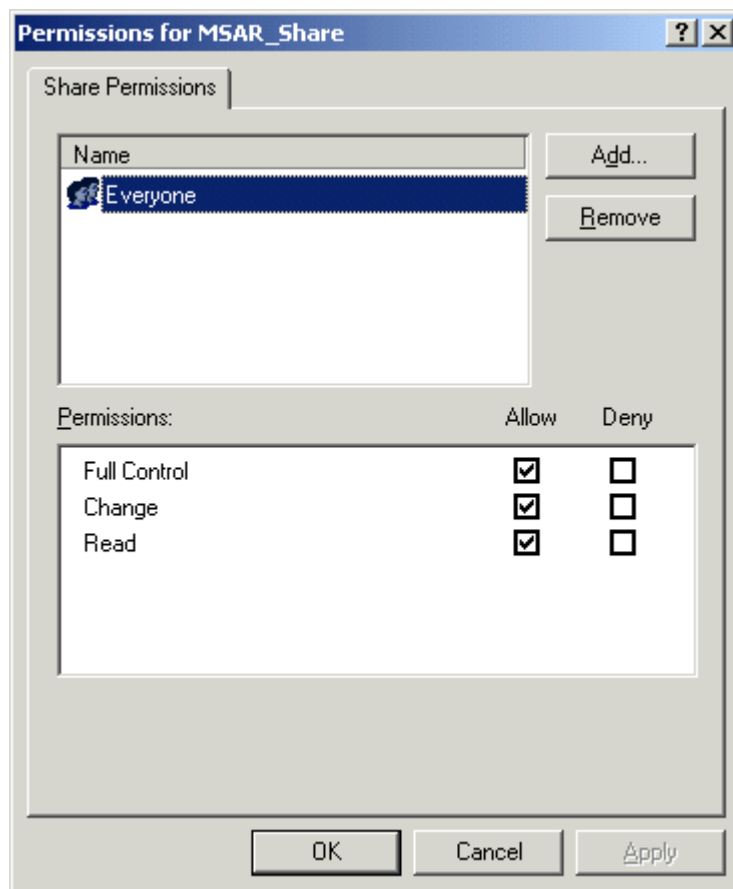 Permissions for MSAR_Share
Share Permissions
Name
Add...
Everyone
Remove
Permissions: Allow Deny
Full Control
Change
Read
OK Cancel Apply